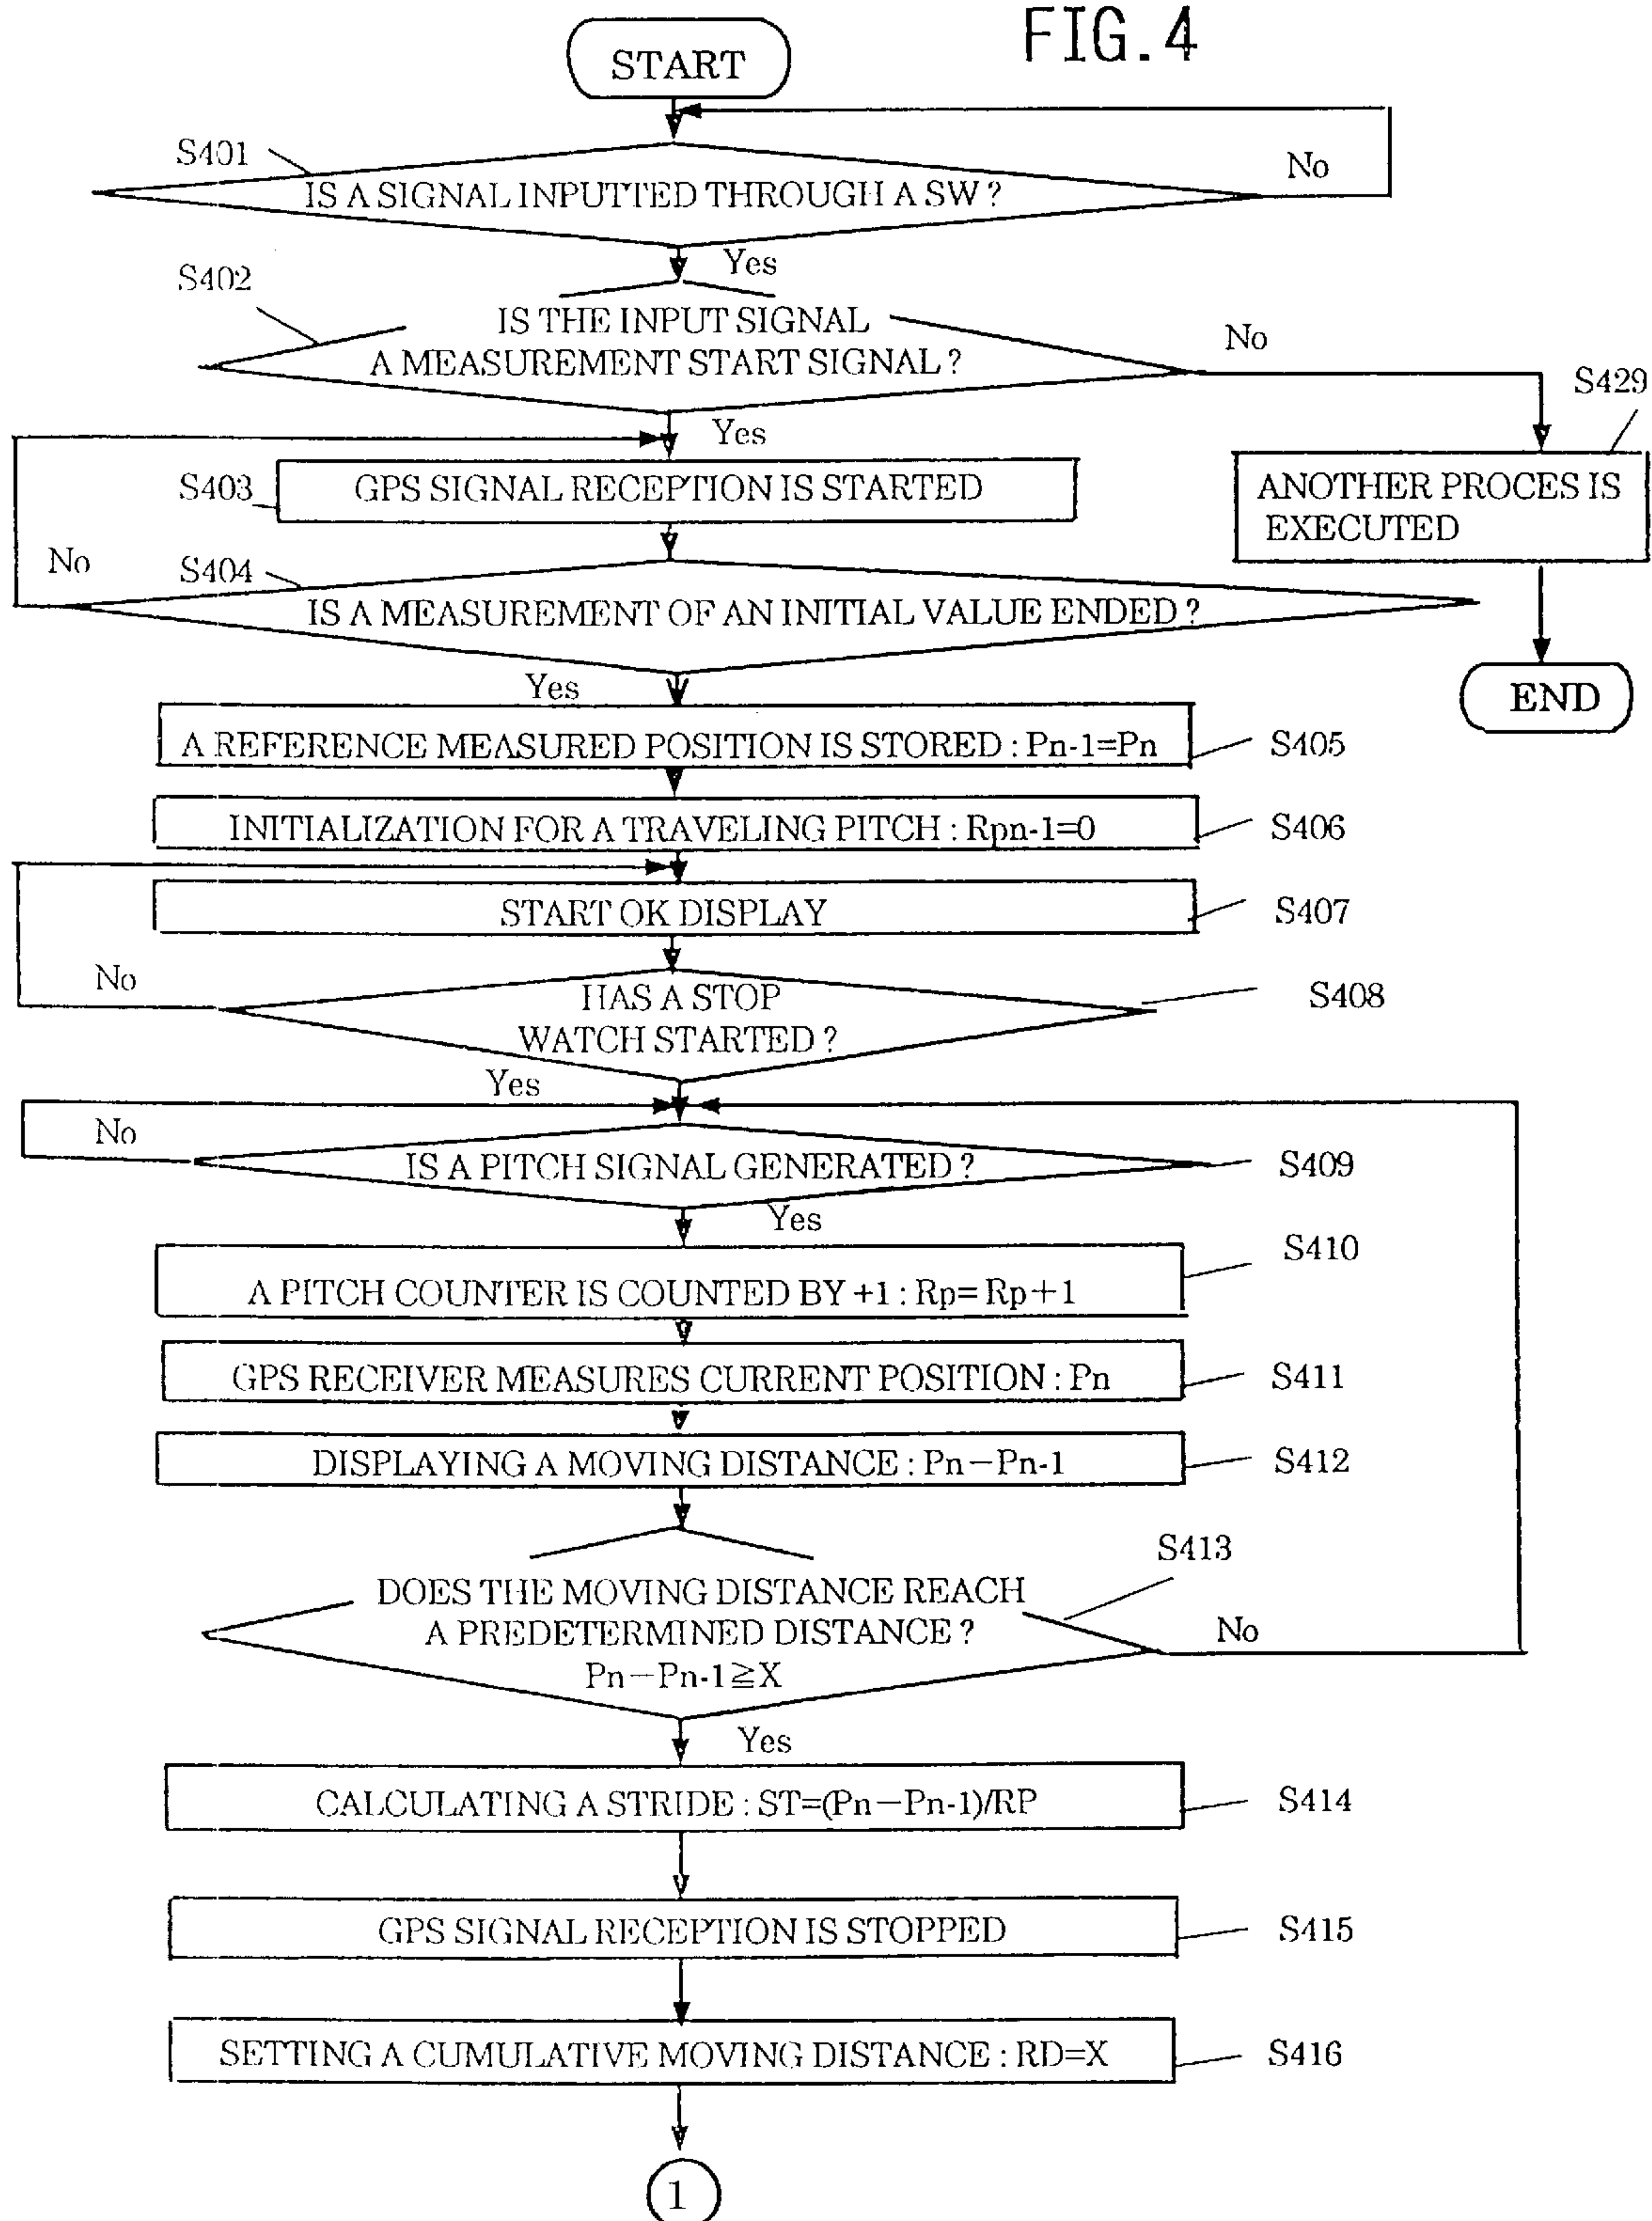 FIG. 4
START
S401
IS A SIGNAL INPUTTED THROUGH A SW ?
No
Yes
S402
IS THE INPUT SIGNAL
A MEASUREMENT START SIGNAL ?
No
S429
Yes
S403
GPS SIGNAL RECEPTION IS STARTED
ANOTHER PROCES IS
EXECUTED
No
S404
IS A MEASUREMENT OF AN INITIAL VALUE ENDED ?
Yes
END
A REFERENCE MEASURED POSITION IS STORED : Pn-1=Pn
S405
INITIALIZATION FOR A TRAVELING PITCH : Rpn-1=0
S406
START OK DISPLAY
S407
No
HAS A STOP
WATCH STARTED ?
S408
Yes
No
IS A PITCH SIGNAL GENERATED ?
S409
Yes
A PITCH COUNTER IS COUNTED BY +1 : Rp= Rp+1
S410
GPS RECEIVER MEASURES CURRENT POSITION : Pn
S411
DISPLAYING A MOVING DISTANCE : Pn−Pn-1
S412
S413
DOES THE MOVING DISTANCE REACH
A PREDETERMINED DISTANCE ?
Pn−Pn-1≧X
No
Yes
CALCULATING A STRIDE : ST=(Pn−Pn-1)/RP
S414
GPS SIGNAL RECEPTION IS STOPPED
S415
SETTING A CUMULATIVE MOVING DISTANCE : RD=X
S416
1